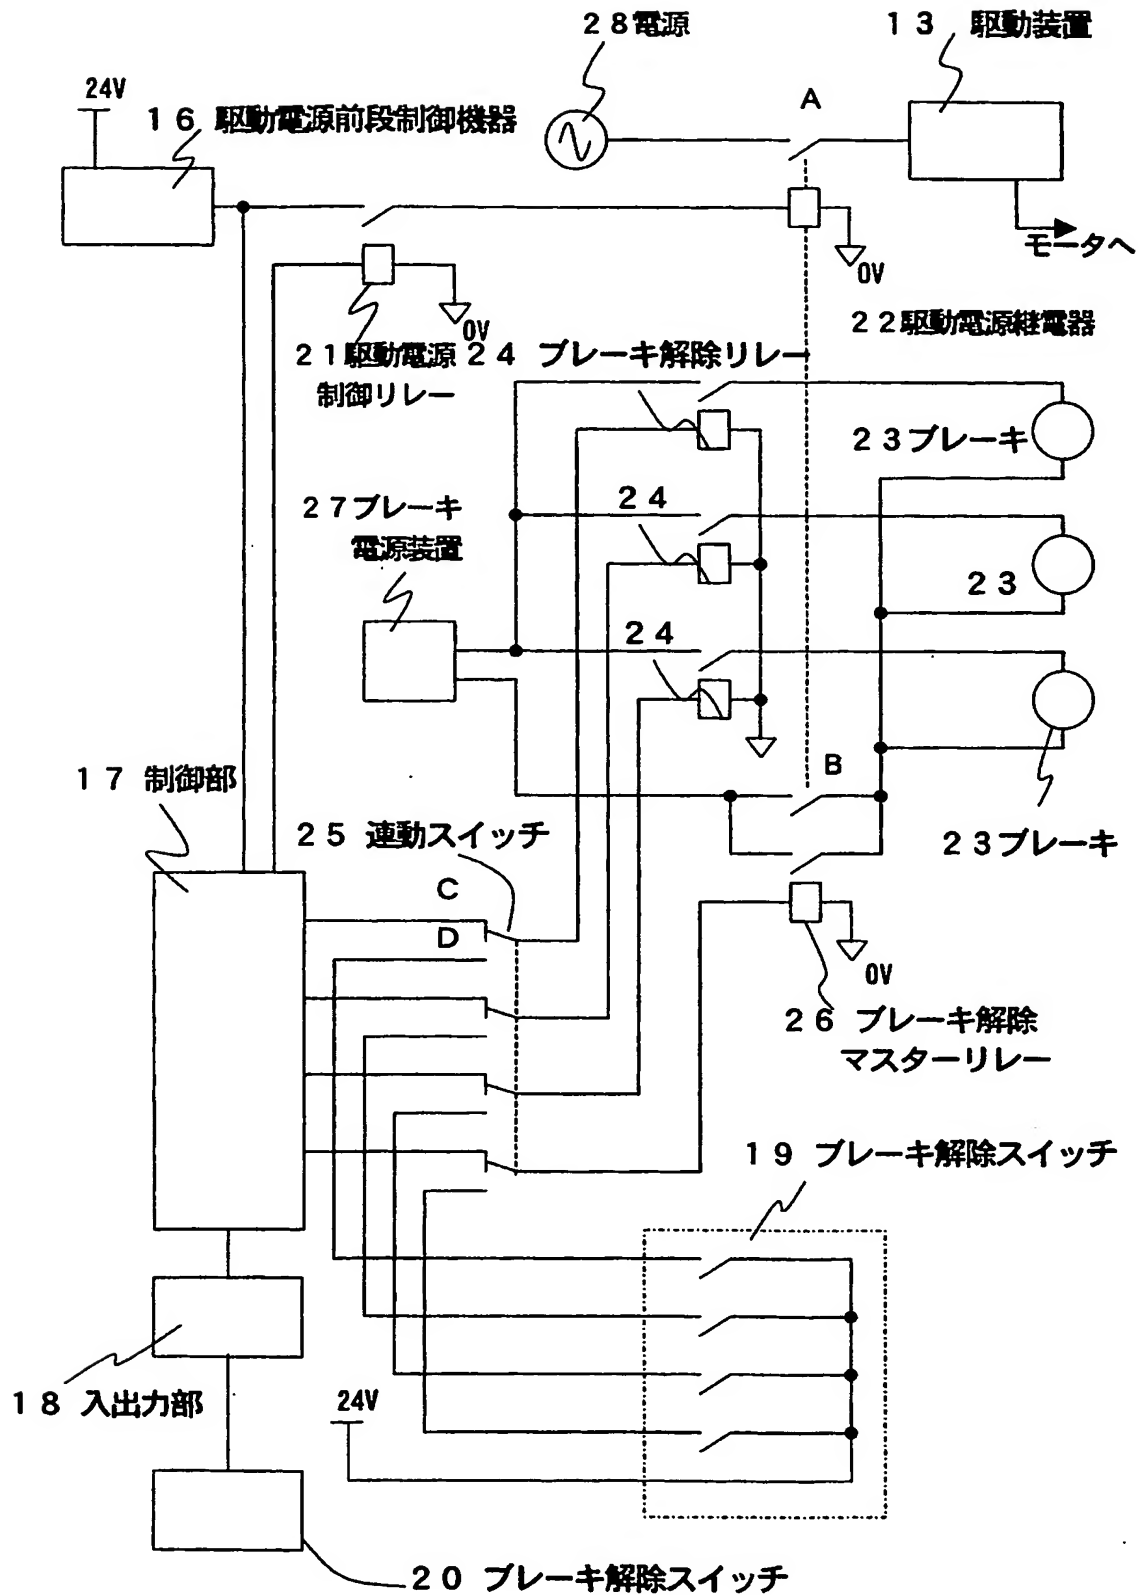 28電源
13 駆動装置
24V
16 駆動電源前段制御機器
A
モータへ
0V
0V
22駆動電源継電器
21駆動電源
制御リレー
24 ブレーキ解除リレー
23ブレーキ
27ブレーキ
電源装置
24
23
24
B
17 制御部
25 連動スイッチ
23ブレーキ
C
D
0V
26 ブレーキ解除
マスターリレー
19 ブレーキ解除スイッチ
18 入出力部
24V
20 ブレーキ解除スイッチ